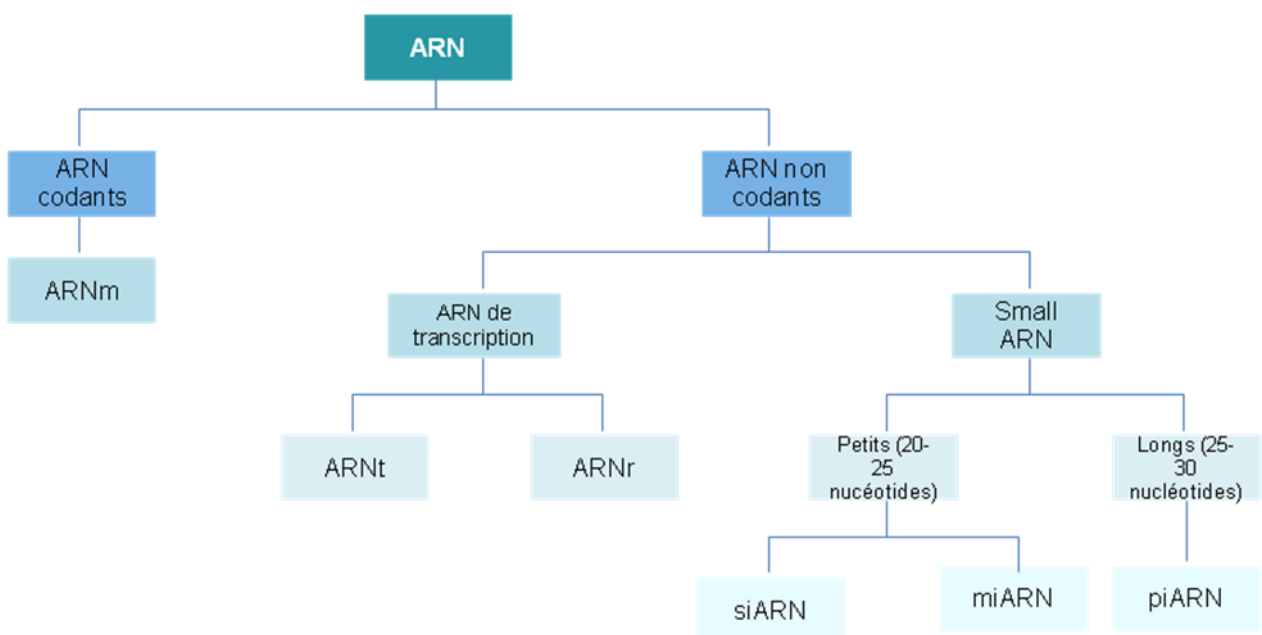 ARN
ARN
codants
ARN non
codants
ARNm
ARN de
transcription
Small
ARN
ARNt
ARNr
Petits (20-
25
nucéotides)
Longs (25-
30
nucléotides)
siARN
miARN
piARN